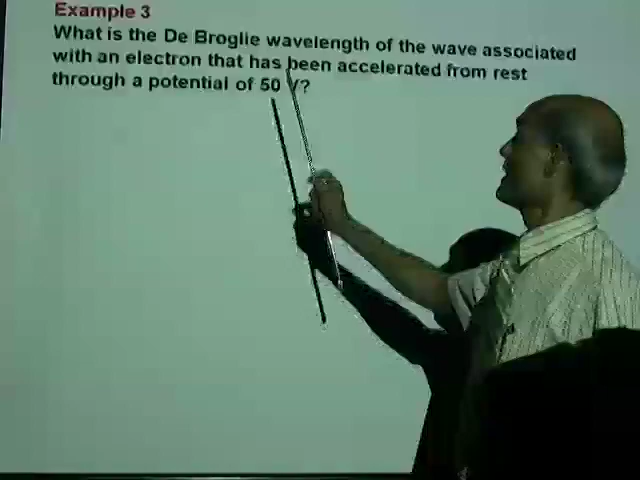 Example 3
What is the De Broglie wavelength of the wave associated
with an electron that has been accelerated from rest
through a potential of 50 V?